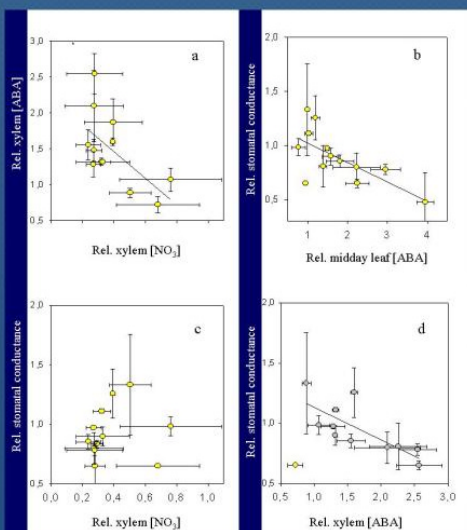 a
Rel. xylem [ABA]
3,0
2,5
2,0
1,5
1,0
0,5
Rel. xylem [NO3]
b
Rel. stomatal conductance
2,0
1,5
1,0
0,5
1 2 3 4
Rel. midday leaf [ABA]
c
Rel. stomatal conductance
2,0
1,5
1,0
0,5
0,0 0,2 0,4 0,6 0,8 1,0
Rel. xylem [NO3]
d
Rel. stomatal conductance
2,0
1,5
1,0
0,5
0,5 1,0 1,5 2,0 2,5 3,0
Rel. xylem [ABA]